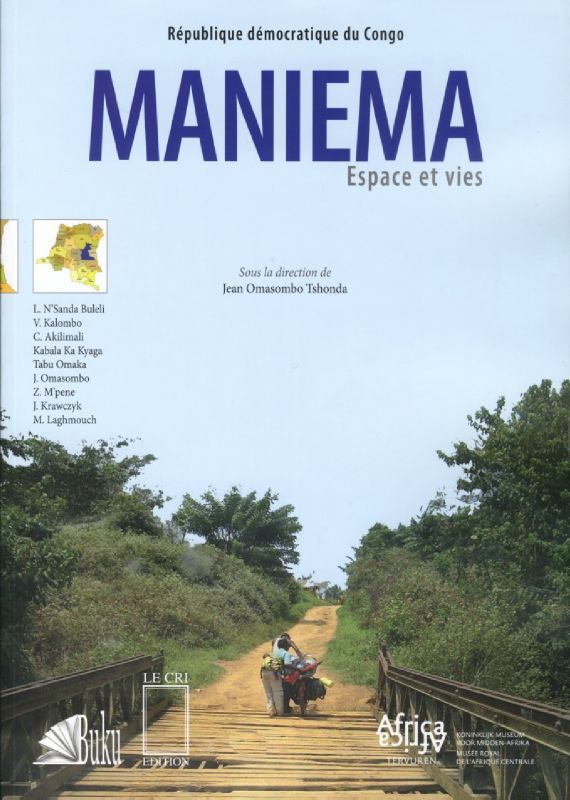 République démocratique du Congo
MANIEMA
Espace et vies
Sous la direction de
Jean Omasombo Tshonda
L. N'Sanda Buleli
V. Kalombo
C. Akilimali
Kabala Ka Kyaga
Tabu Omaka
J. Omasombo
Z. M'pene
J. Krawczyk
M. Laghmouch
Buku
LE CRI
EDITION
Africa
Africa
TERVUREN
KONINKLIJK MUSEUM
VOOR MIDDEN-AFRIKA
MUSÉE ROYAL
DE L'AFRIQUE CENTRALE